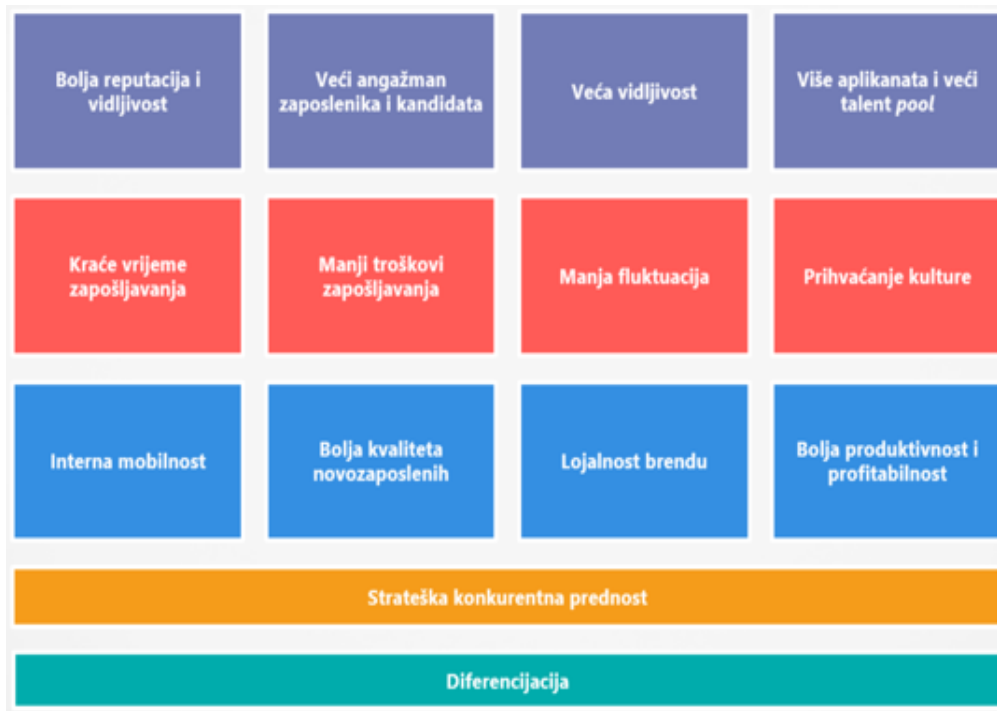 Bolja reputacija i
vidljivost
Veći angažman
zaposlenika i kandidata
Veća vidljivost
Više aplikanata i veći
talent pool
Kraće vrijeme
zapošljavanja
Manji troškovi
zapošljavanja
Manja fluktuacija
Prihvaćanje kulture
Interna mobilnost
Bolja kvaliteta
novozaposlenih
Lojalnost brendu
Bolja produktivnost i
profitabilnost
Strateška konkurentna prednost
Diferencijacija